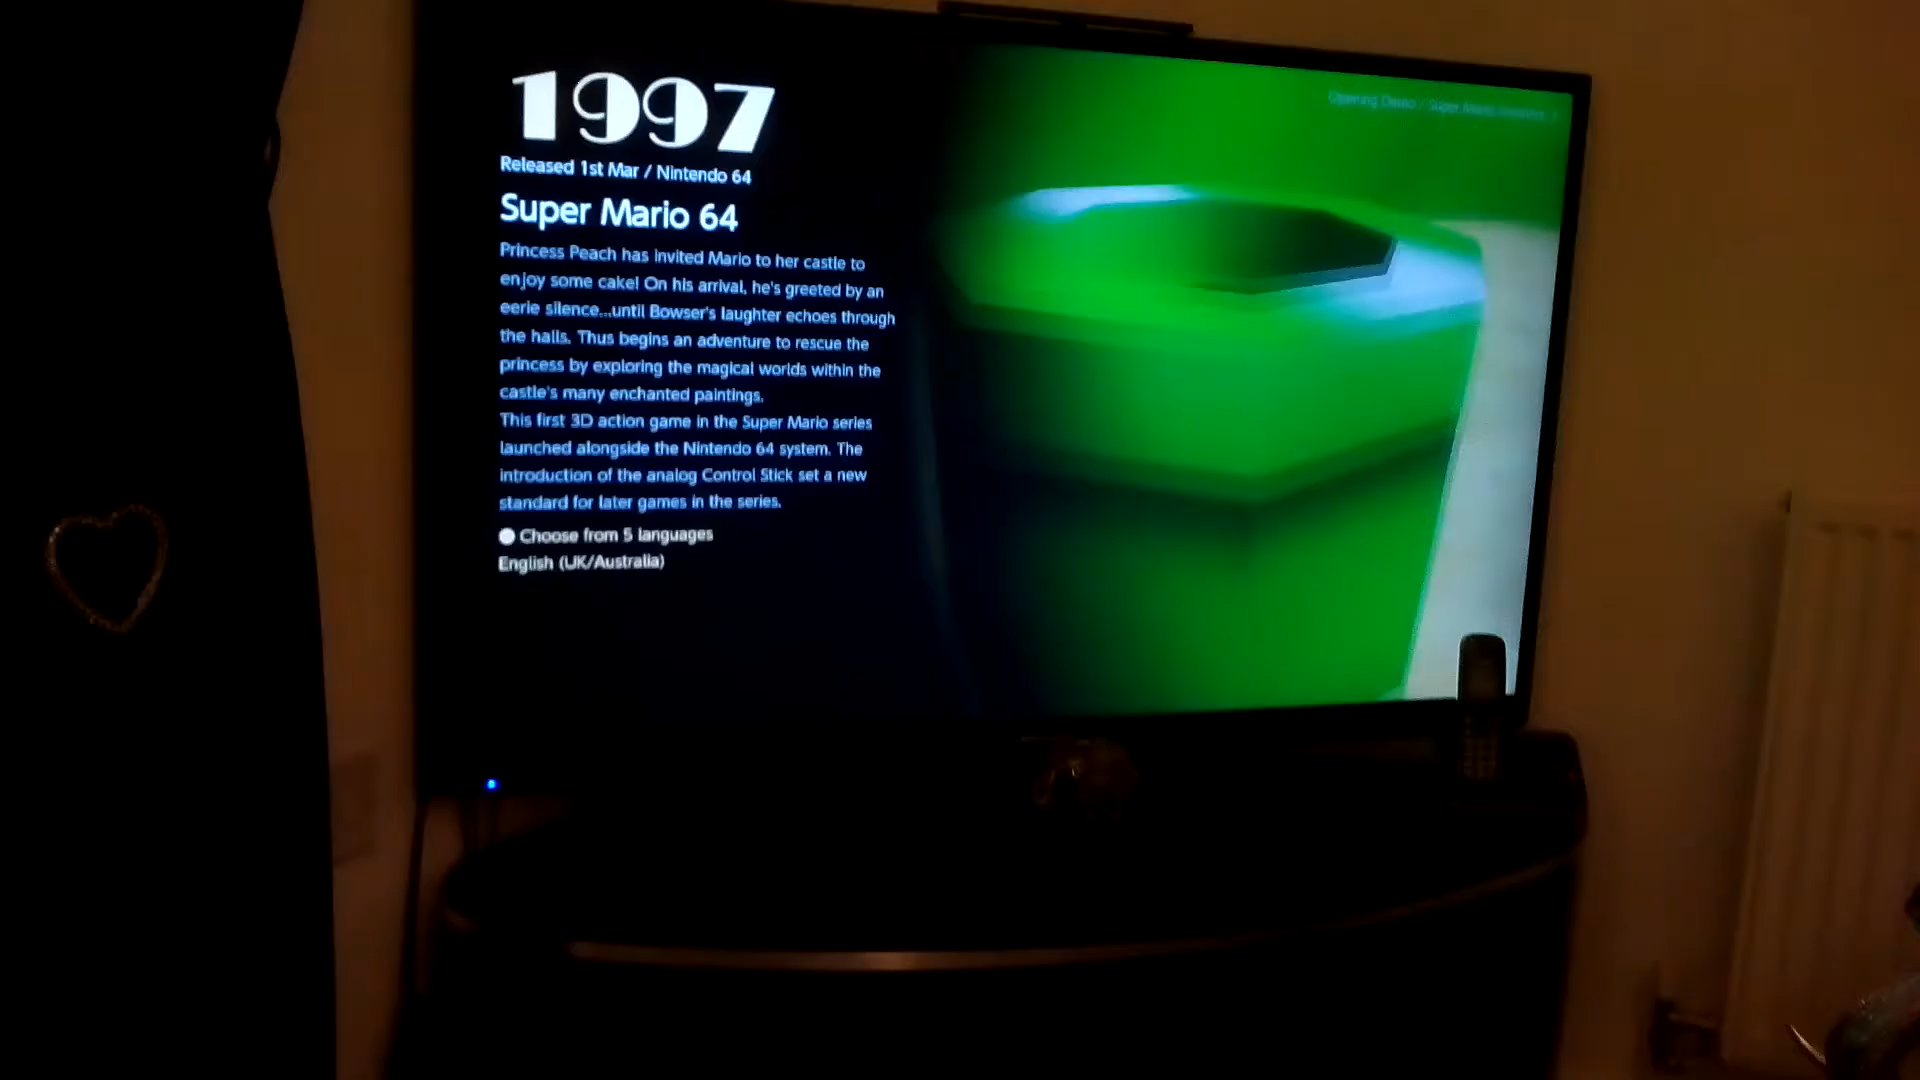 1997
Released 1st Mar / Nintendo 64
Super Mario 64
Princess Peach has invited Mario to her castle to
enjoy some cake! On his arrival, he's greeted by an
eerie silence...until Bowser's laughter echoes through
the halls. Thus begins an adventure to rescue the
princess by exploring the magical worlds within the
castle's many enchanted paintings.
This first 3D action game in the Super Mario series
launched alongside the Nintendo 64 system. The
introduction of the analog Control Stick set a new
standard for later games in the series.
Choose from 5 languages
English (UK/Australia)
Opening Demo / Super Mario